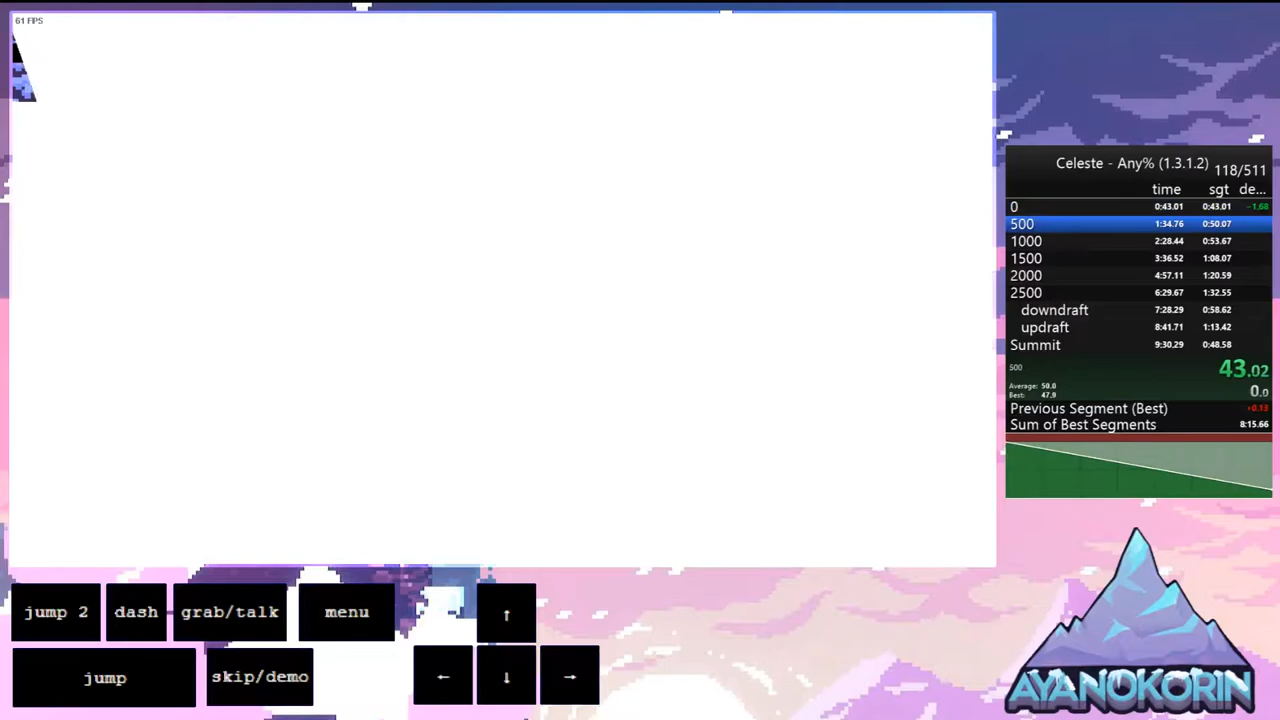 61 FPS
Celeste - Any% (1.3.1.2) 118/511
time sgt de...
0 0:43.01 0:43.01 -1.68
500 1:34.76 0:50.07
1000 2:28.44 0:53.67
1500 3:36.52 1:08.07
2000 4:57.11 1:20.59
2500 6:29.67 1:32.55
downdraft 7:28.29 0:58.62
updraft 8:41.71 1:13.42
Summit 9:30.29 0:48.58
500 43.02
Average: 50.0
Best: 47.9 0.0
Previous Segment (Best) +0.13
Sum of Best Segments 8:15.66
jump 2 dash grab/talk menu ↑
jump skip/demo ← ↓ →
AYANOKORIN